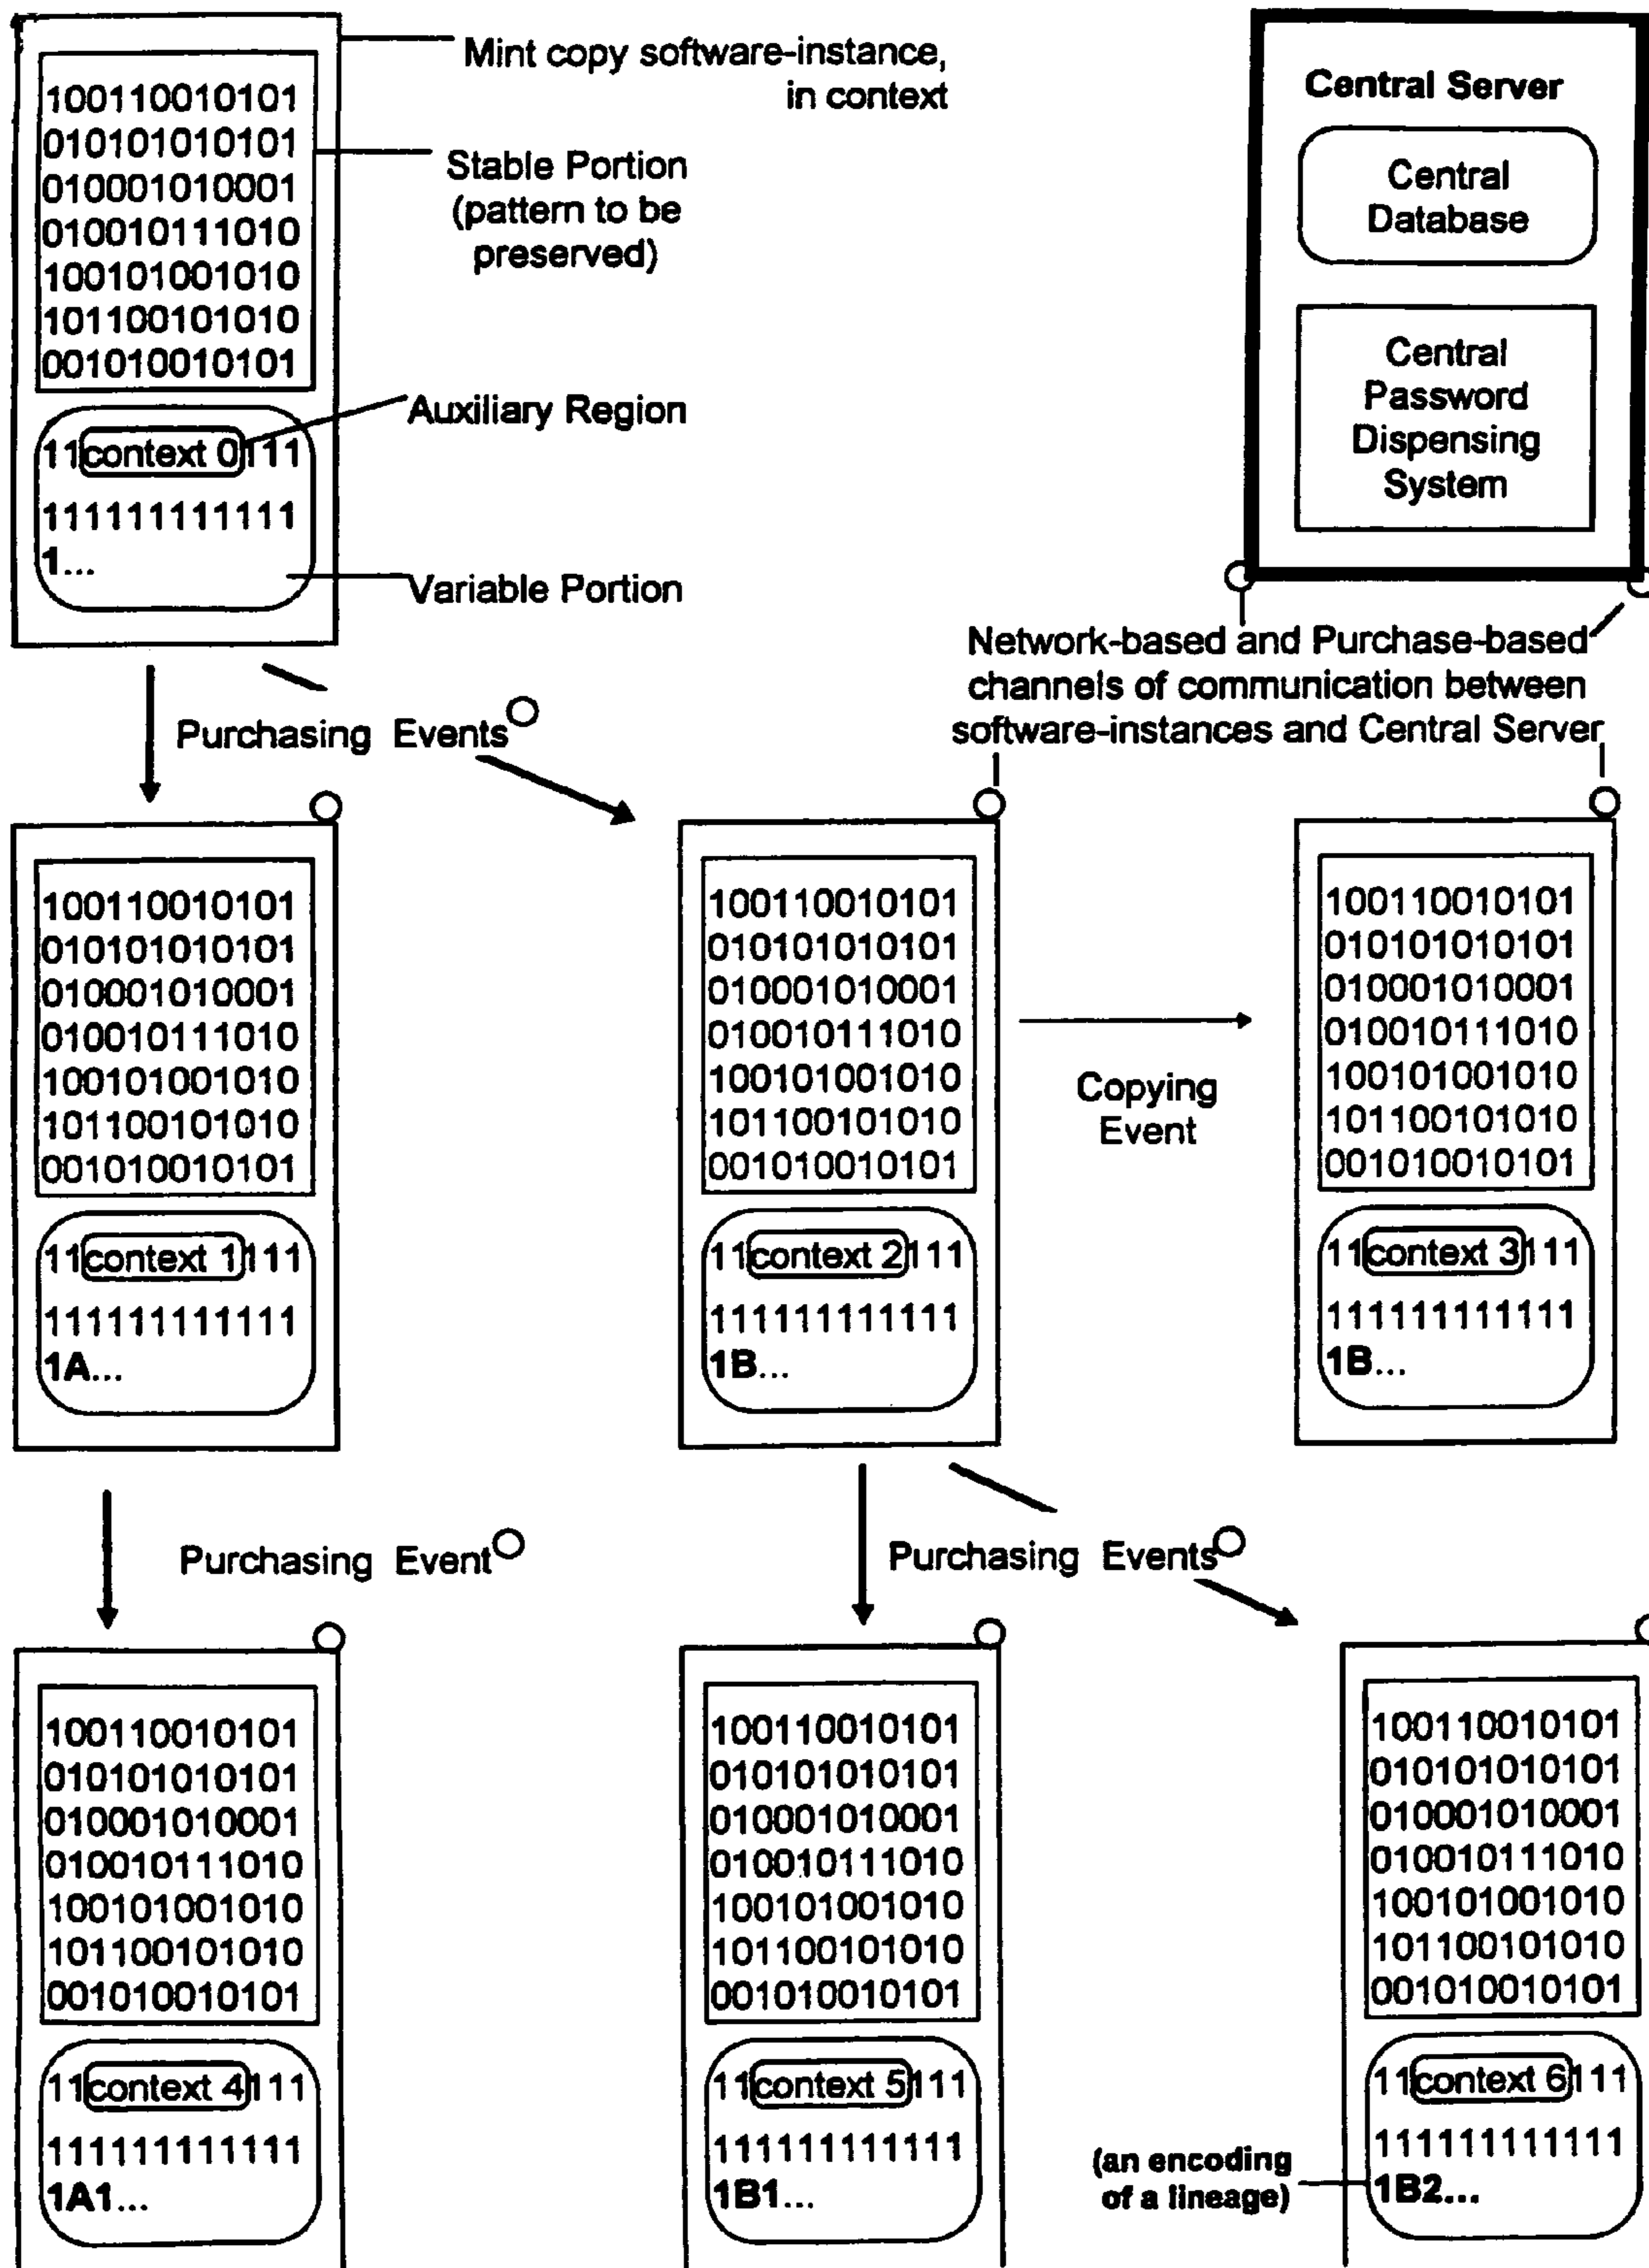 Mint copy software-instance,
in context
100110010101
010101010101
010001010001
010010111010
100101001010
101100101010
001010010101
Stable Portion
(pattern to be
preserved)
Auxiliary Region
11context 0111
111111111111
1...
Variable Portion
Central Server
Central
Database
Central
Password
Dispensing
System
Network-based and Purchase-based
channels of communication between
software-instances and Central Server
Purchasing Events
100110010101
010101010101
010001010001
010010111010
100101001010
101100101010
001010010101
11context 1111
111111111111
1A...
100110010101
010101010101
010001010001
010010111010
100101001010
101100101010
001010010101
11context 2111
111111111111
1B...
Copying
Event
100110010101
010101010101
010001010001
010010111010
100101001010
101100101010
001010010101
11context 3111
111111111111
1B...
Purchasing Event
Purchasing Events
100110010101
010101010101
010001010001
010010111010
100101001010
101100101010
001010010101
11context 4111
111111111111
1A1...
100110010101
010101010101
010001010001
010010111010
100101001010
101100101010
001010010101
11context 5111
111111111111
1B1...
100110010101
010101010101
010001010001
010010111010
100101001010
101100101010
001010010101
11context 6111
111111111111
1B2...
(an encoding
of a lineage)